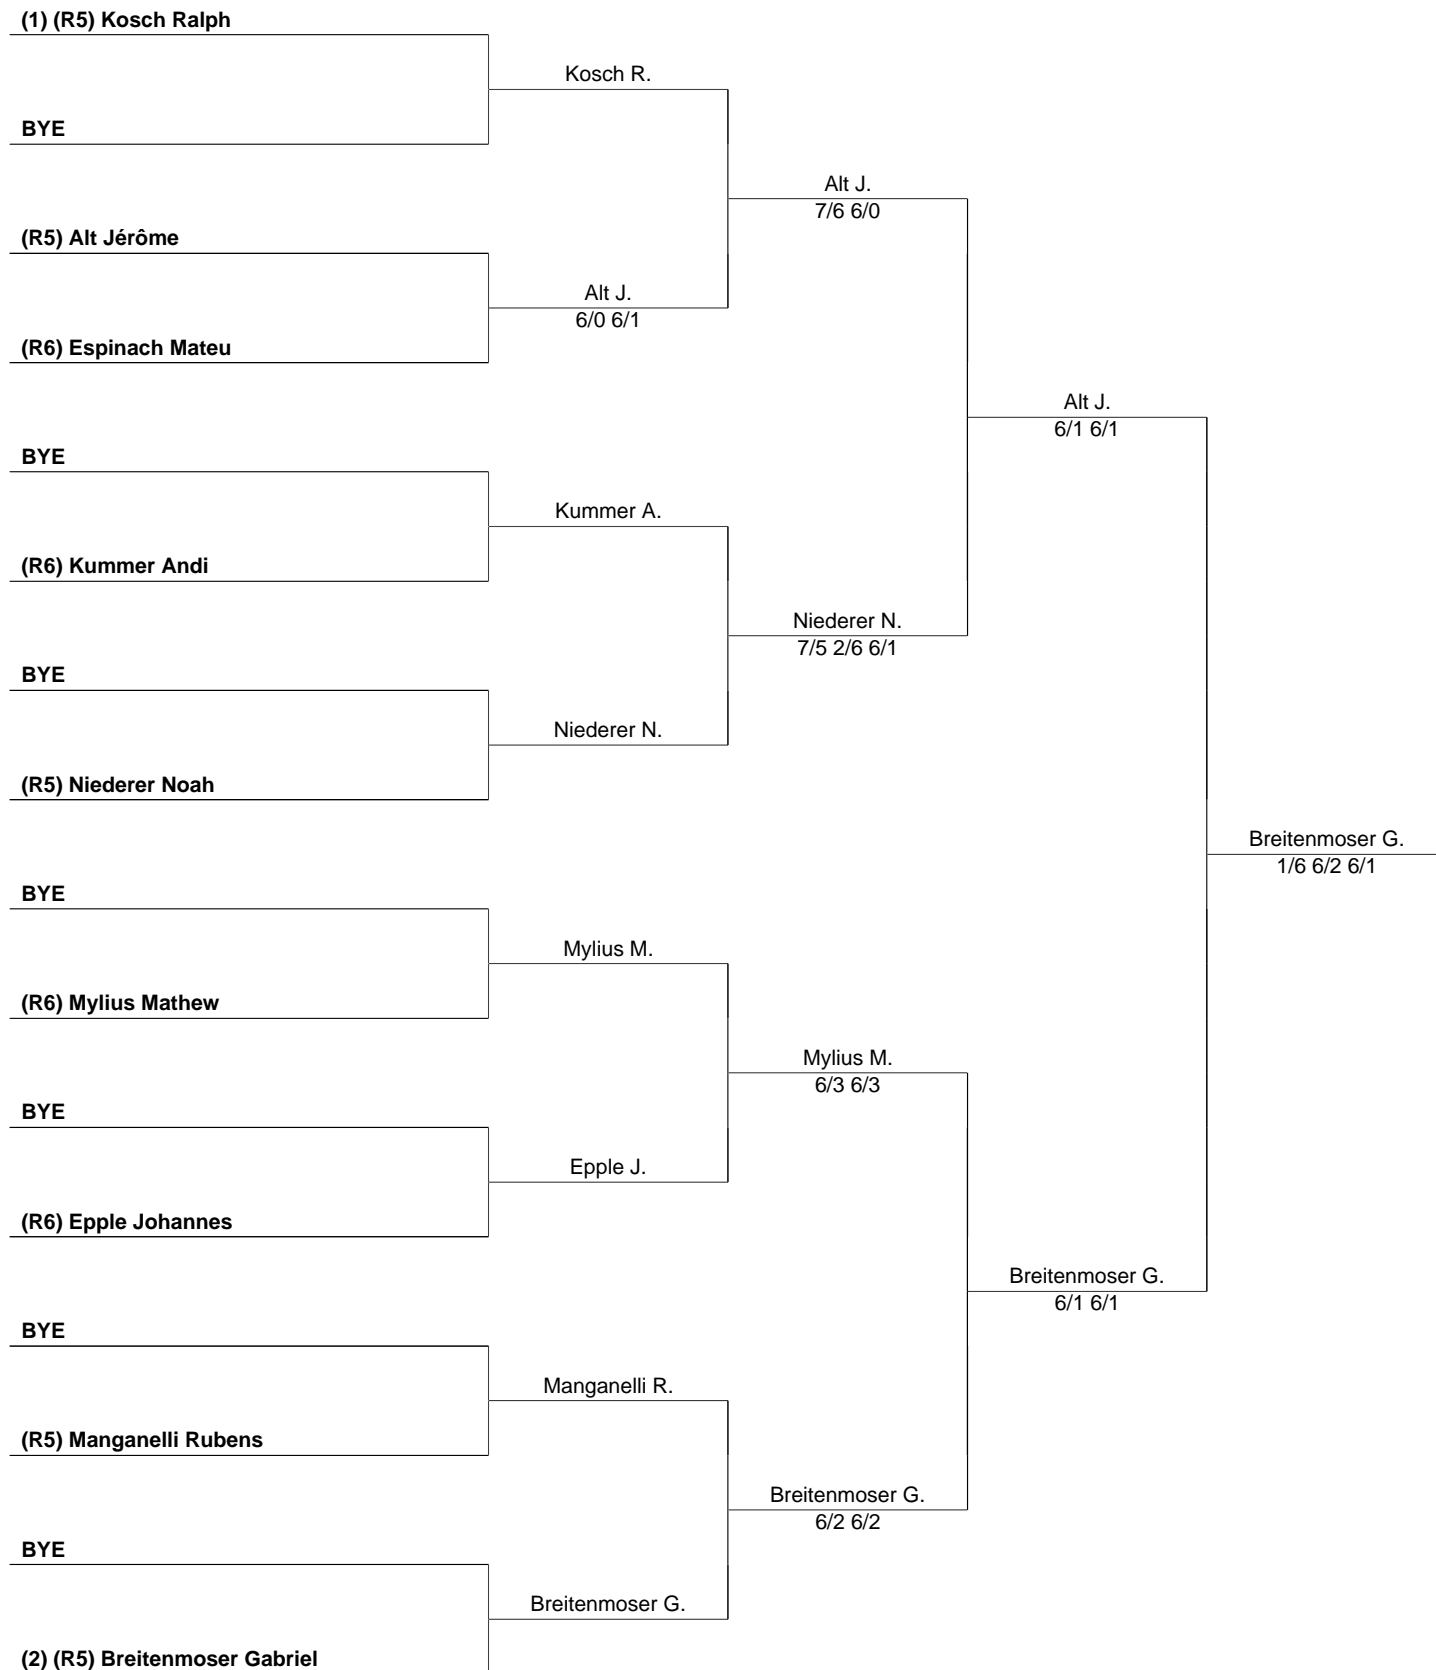 (1) (R5) Kosch Ralph
Kosch R.
BYE
Alt J.
7/6 6/0
(R5) Alt Jérôme
Alt J.
6/0 6/1
(R6) Espinach Mateu
Alt J.
6/1 6/1
BYE
Kummer A.
(R6) Kummer Andi
Niederer N.
7/5 2/6 6/1
BYE
Niederer N.
(R5) Niederer Noah
Breitenmoser G.
1/6 6/2 6/1
BYE
Mylius M.
(R6) Mylius Mathew
Mylius M.
6/3 6/3
BYE
Epple J.
(R6) Epple Johannes
Breitenmoser G.
6/1 6/1
BYE
Manganelli R.
(R5) Manganelli Rubens
Breitenmoser G.
6/2 6/2
BYE
Breitenmoser G.
(2) (R5) Breitenmoser Gabriel